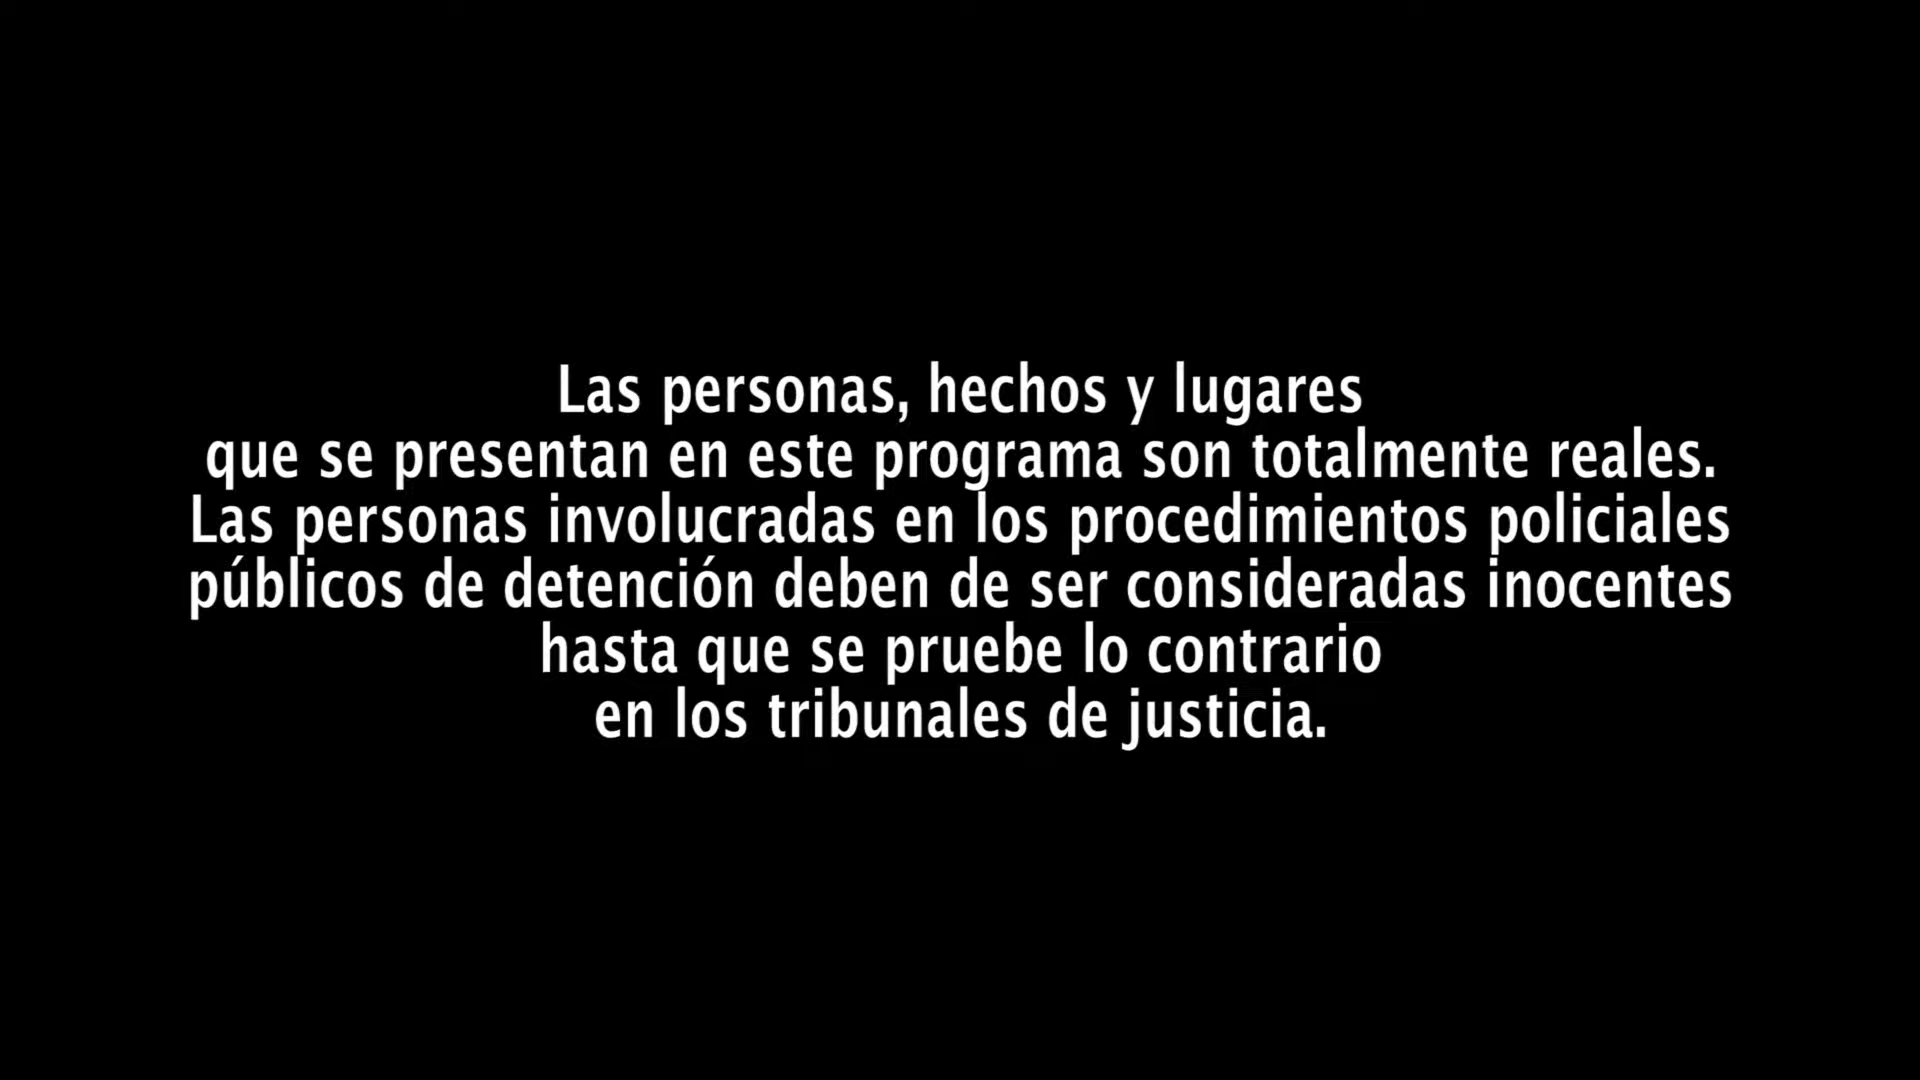 Las personas, hechos y lugares
que se presentan en este programa son totalmente reales.
Las personas involucradas en los procedimientos policiales
públicos de detención deben de ser consideradas inocentes
hasta que se pruebe lo contrario
en los tribunales de justicia.